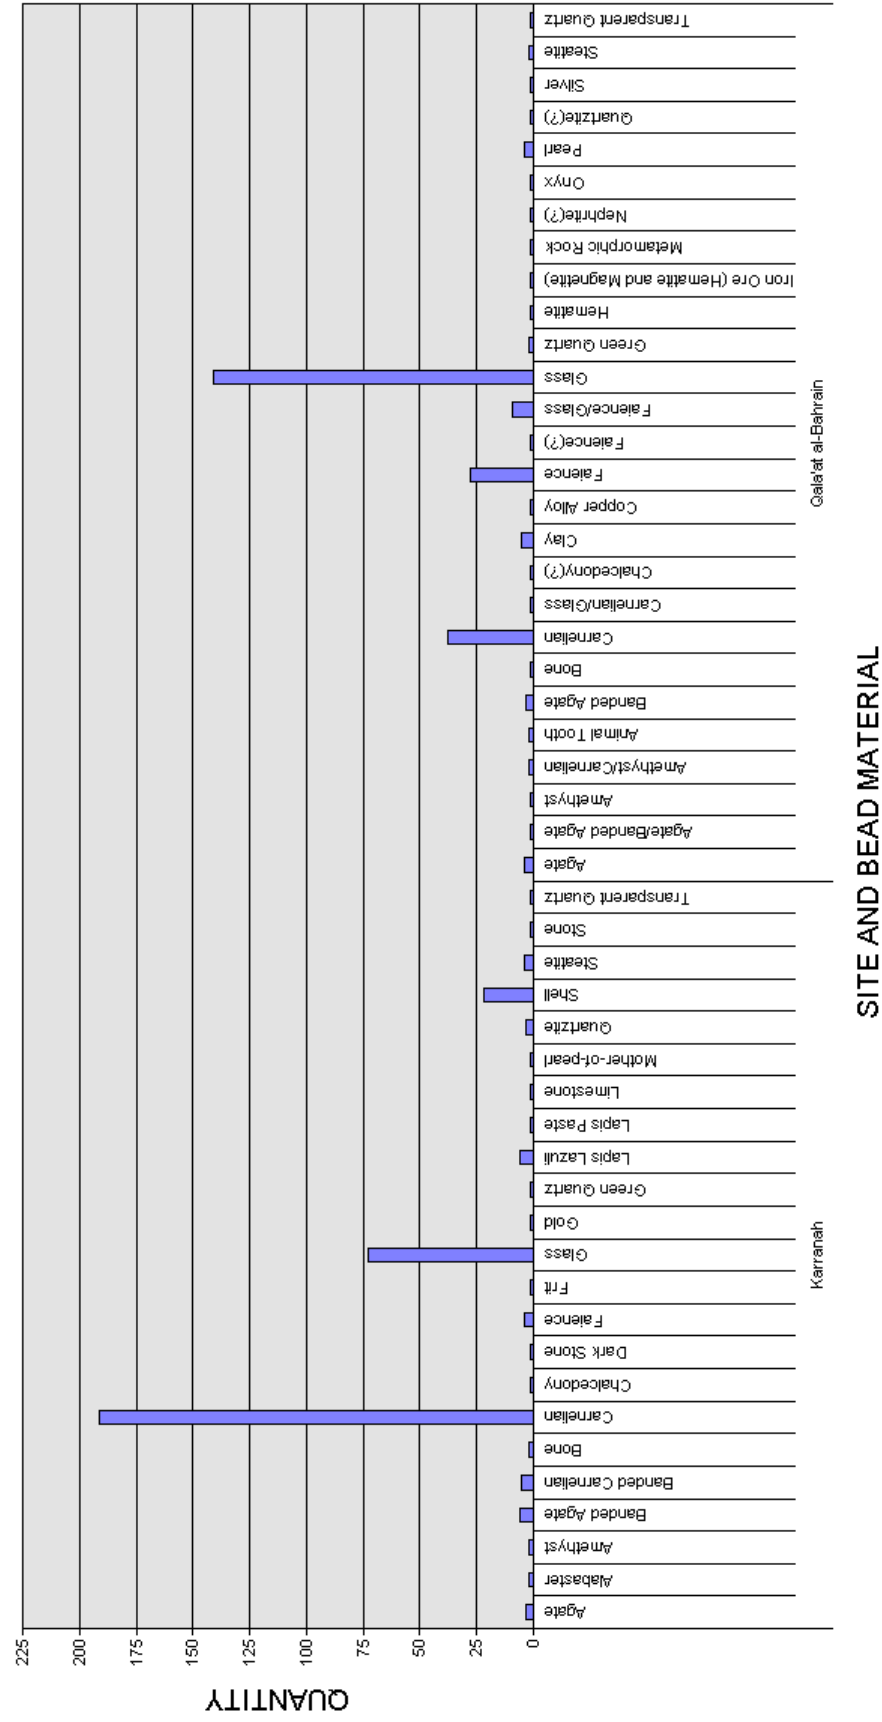 QUANTITY
225
200
175
150
125
100
75
50
25
0
Agate
Alabaster
Amethyst
Banded Agate
Banded Carnelian
Bone
Carnelian
Chalcedony
Dark Stone
Faience
Frit
Glass
Gold
Green Quartz
Lapis Lazuli
Lapis Paste
Limestone
Mother-of-pearl
Quartzite
Shell
Steatite
Stone
Transparent Quartz
Agate
Agate/Banded Agate
Amethyst
Amethyst/Carnelian
Animal Tooth
Banded Agate
Bone
Carnelian
Carnelian/Glass
Chalcedony(?)
Clay
Copper Alloy
Faience
Faience(?)
Faience/Glass
Glass
Green Quartz
Hematite
Iron Ore (Hematite and Magnetite)
Metamorphic Rock
Nephrite(?)
Onyx
Pearl
Quartzite(?)
Silver
Steatite
Transparent Quartz
Karranah
Qala'at al-Bahrain
SITE AND BEAD MATERIAL